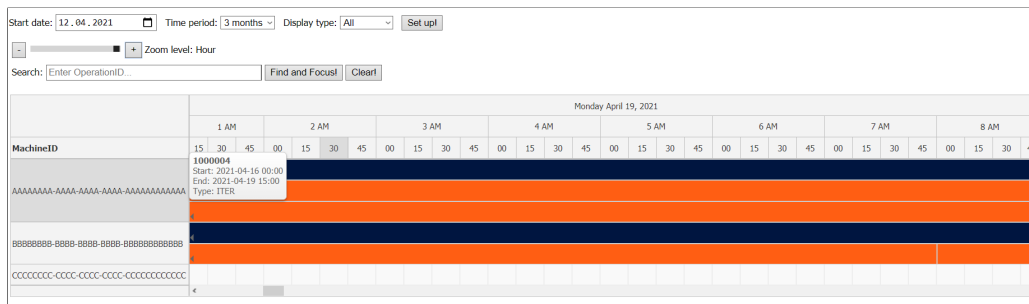 Start date: 12.04.2021 Time period: 3 months Display type: All Set up!
- + Zoom level: Hour
Search: Enter OperationID... Find and Focus! Clear!
Monday April 19, 2021
1 AM 2 AM 3 AM 4 AM 5 AM 6 AM 7 AM 8 AM
MachineID 15 30 45 00 15 30 45 00 15 30 45 00 15 30 45 00 15 30 45 00 15 30 45 00 15 30 45 00 15 30
1000004
Start: 2021-04-16 00:00
End: 2021-04-19 15:00
Type: ITER
AAAAAAAA-AAAA-AAAA-AAAA-AAAAAAAAAAAA
BBBBBBBB-BBBB-BBBB-BBBB-BBBBBBBBBBBB
CCCCCCCC-CCCC-CCCC-CCCC-CCCCCCCCCCCC